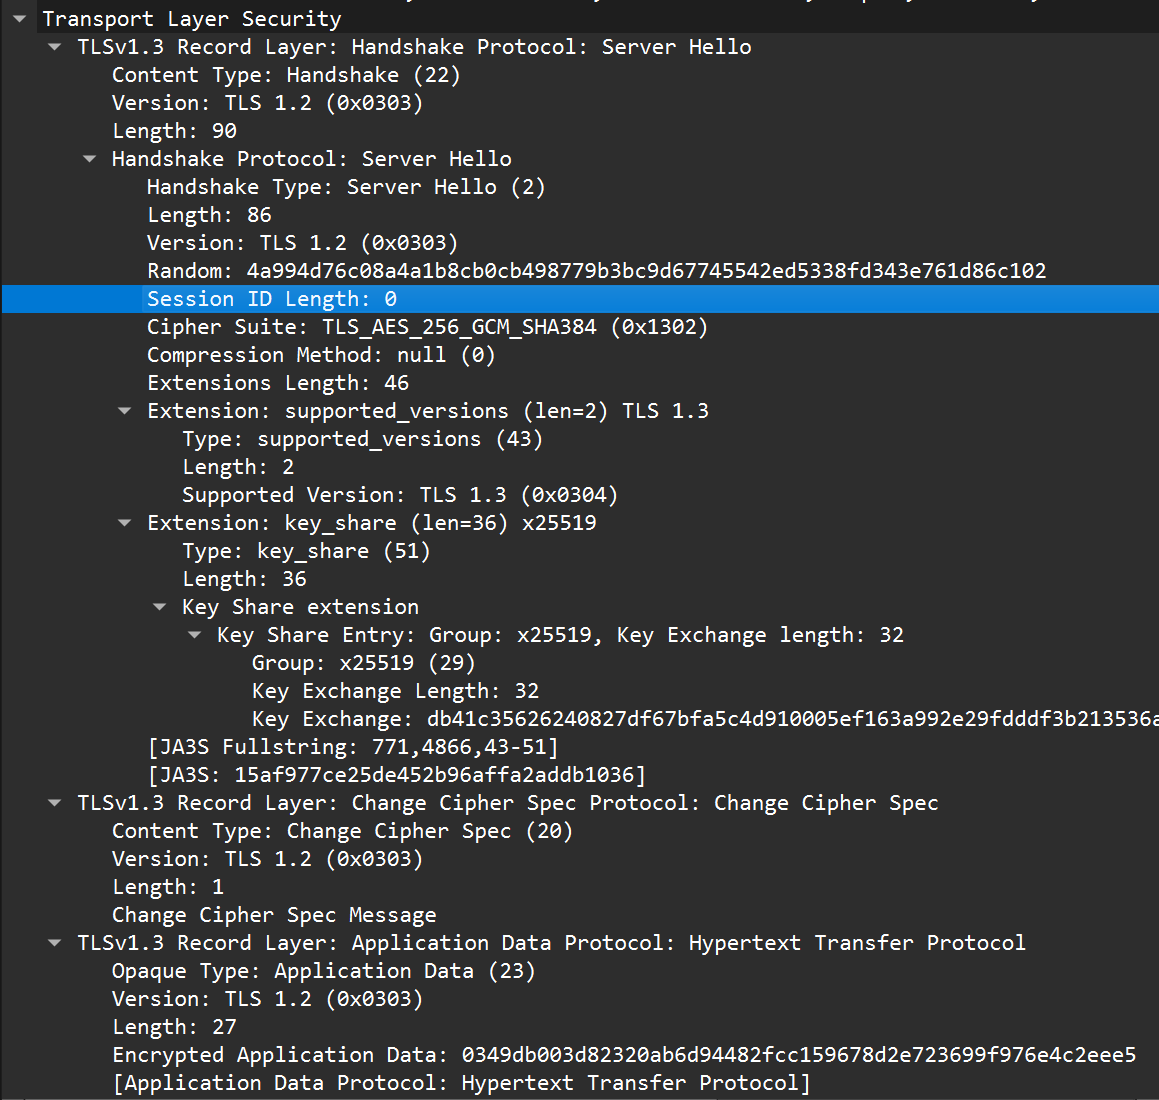 Transport Layer Security
TLSv1.3 Record Layer: Handshake Protocol: Server Hello
Content Type: Handshake (22)
Version: TLS 1.2 (0x0303)
Length: 90
Handshake Protocol: Server Hello
Handshake Type: Server Hello (2)
Length: 86
Version: TLS 1.2 (0x0303)
Random: 4a994d76c08a4a1b8cb0cb498779b3bc9d67745542ed5338fd343e761d86c102
Session ID Length: 0
Cipher Suite: TLS_AES_256_GCM_SHA384 (0x1302)
Compression Method: null (0)
Extensions Length: 46
Extension: supported_versions (len=2) TLS 1.3
Type: supported_versions (43)
Length: 2
Supported Version: TLS 1.3 (0x0304)
Extension: key_share (len=36) x25519
Type: key_share (51)
Length: 36
Key Share extension
Key Share Entry: Group: x25519, Key Exchange length: 32
Group: x25519 (29)
Key Exchange Length: 32
Key Exchange: db41c35626240827df67bfa5c4d910005ef163a992e29fdddf3b213536a
[JA3S Fullstring: 771,4866,43-51]
[JA3S: 15af977ce25de452b96affa2addb1036]
TLSv1.3 Record Layer: Change Cipher Spec Protocol: Change Cipher Spec
Content Type: Change Cipher Spec (20)
Version: TLS 1.2 (0x0303)
Length: 1
Change Cipher Spec Message
TLSv1.3 Record Layer: Application Data Protocol: Hypertext Transfer Protocol
Opaque Type: Application Data (23)
Version: TLS 1.2 (0x0303)
Length: 27
Encrypted Application Data: 0349db003d82320ab6d94482fcc159678d2e723699f976e4c2eee5
[Application Data Protocol: Hypertext Transfer Protocol]